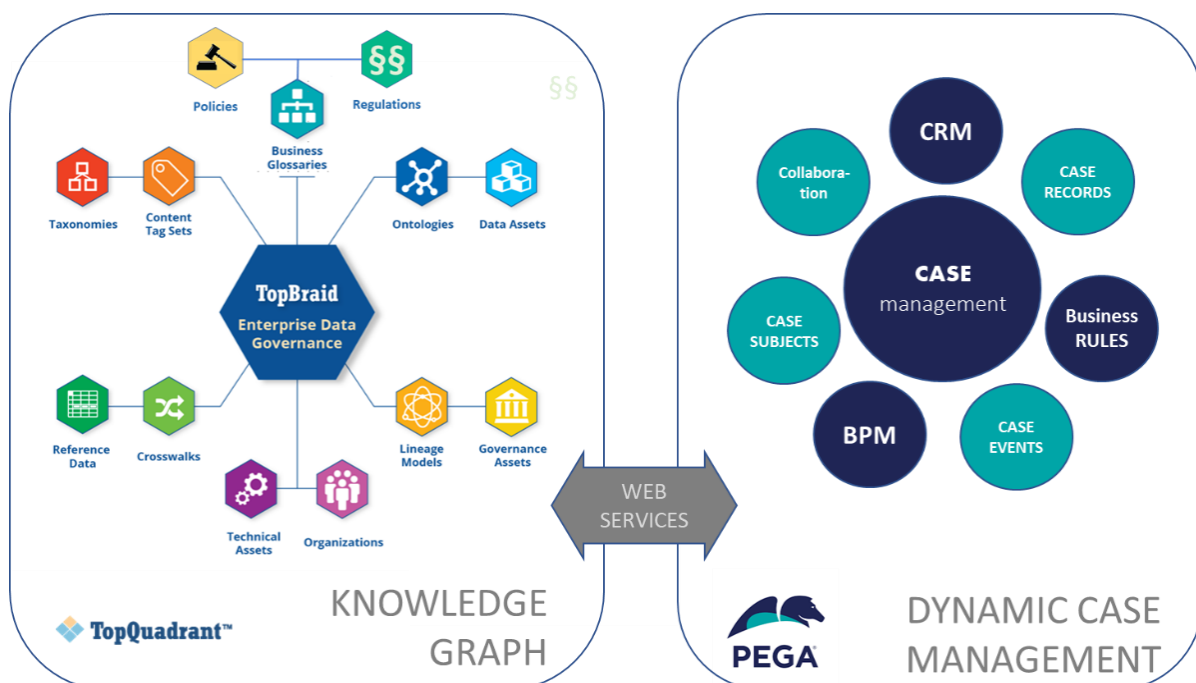 §§
Policies
Regulations
§§
Business
Glossaries
Taxonomies
Content
Tag Sets
Ontologies
Data Assets
TopBraid
Enterprise Data
Governance
Reference
Data
Crosswalks
Lineage
Models
Governance
Assets
Technical
Assets
Organizations
TopQuadrant™
KNOWLEDGE
GRAPH
WEB
SERVICES
CRM
Collabora-
tion
CASE
RECORDS
CASE
management
CASE
SUBJECTS
Business
RULES
BPM
CASE
EVENTS
PEGA
DYNAMIC CASE
MANAGEMENT